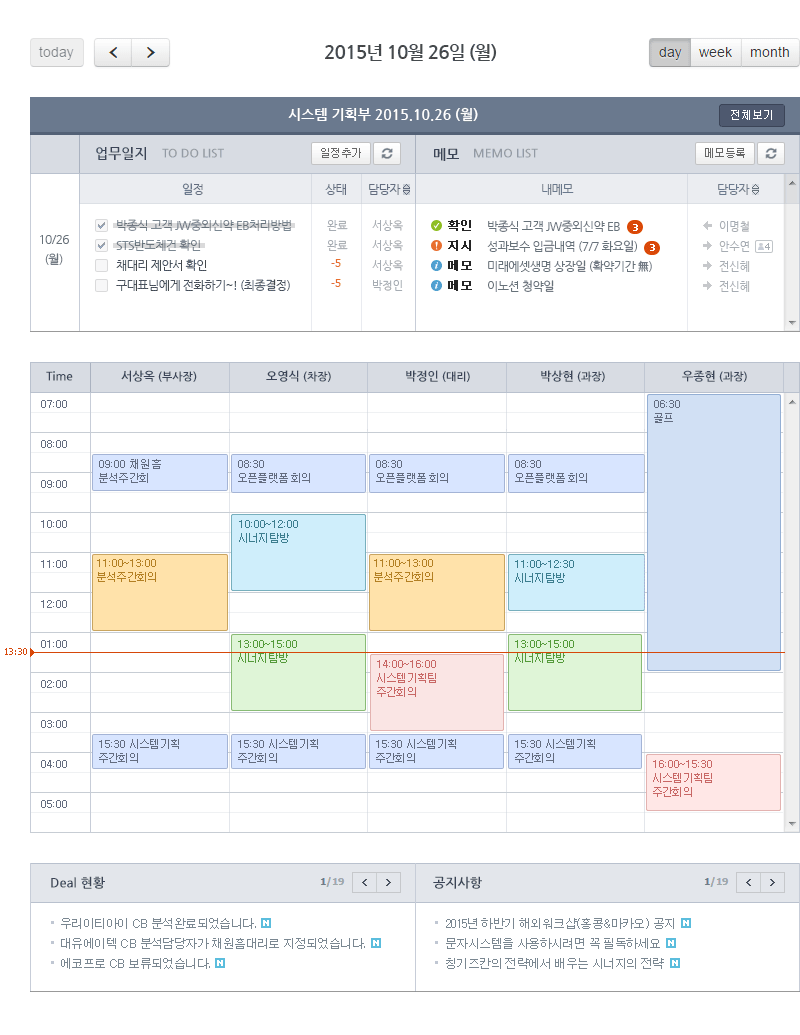 today
2015년 10월 26일 (월)
day week month
시스템 기획부 2015.10.26 (월)
전체보기
업무일지 TO DO LIST 일정추가
메모 MEMO LIST 메모등록
일정 상태 담당자
내메모 담당자
10/26
(월)
박종식 고객 JW중외신약 EB처리방법 완료 서상옥
STS반도체건 확인 완료 서상옥
채대리 제안서 확인 -5 서상옥
구대표님에게 전화하기~! (최종결정) -5 박정인
확인 박종식 고객 JW중외신약 EB 3 이명철
지시 성과보수 입금내역 (7/7 화요일) 3 안수연 4
메모 미래에셋생명 상장일 (확약기간 無) 전신혜
메모 이노션 청약일 전신혜
Time 서상옥 (부사장) 오영식 (차장) 박정인 (대리) 박상현 (과장) 우종현 (과장)
07:00
08:00
09:00
10:00
11:00
12:00
01:00
13:30
02:00
03:00
04:00
05:00
09:00 채원홈
분석주간회
11:00~13:00
분석주간회의
15:30 시스템기획
주간회의
08:30
오픈플랫폼 회의
10:00~12:00
시너지탐방
13:00~15:00
시너지탐방
15:30 시스템기획
주간회의
08:30
오픈플랫폼 회의
11:00~13:00
분석주간회의
14:00~16:00
시스템기획팀
주간회의
15:30 시스템기획
주간회의
08:30
오픈플랫폼 회의
11:00~12:30
시너지탐방
13:00~15:00
시너지탐방
15:30 시스템기획
주간회의
06:30
골프
16:00~15:30
시스템기획팀
주간회의
Deal 현황 1/19
우리이티아이 CB 분석완료되었습니다. N
대유에이텍 CB 분석담당자가 채원홈대리로 지정되었습니다. N
에코프로 CB 보류되었습니다. N
공지사항 1/19
2015년 하반기 해외워크샵(홍콩&마카오) 공지 N
문자시스템을 사용하시려면 꼭 필독하세요 N
칭기즈칸의 전략에서 배우는 시너지의 전략 N